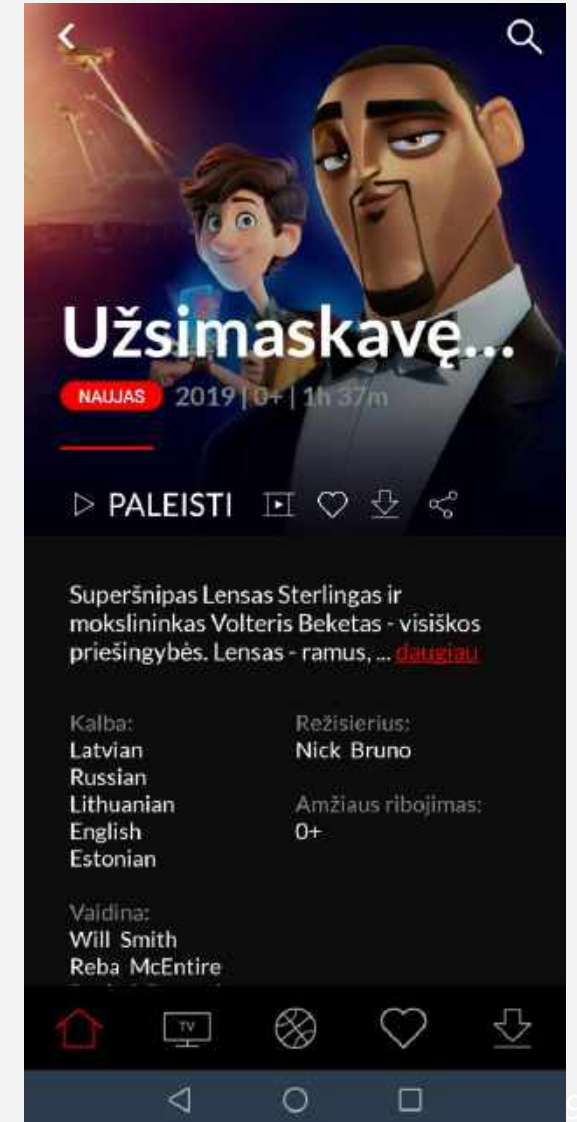 Užsimaskavę...
NAUJAS 2019 | 0+ | 1h 37m
PALEISTI
Superšnipas Lensas Sterlingas ir
mokslininkas Volteris Beketas - visiškos
priešingybės. Lensas - ramus, ... daugiau
Kalba:
Latvian
Russian
Lithuanian
English
Estonian
Režisierius:
Nick Bruno
Amžiaus ribojimas:
0+
Vaidina:
Will Smith
Reba McEntire
TV